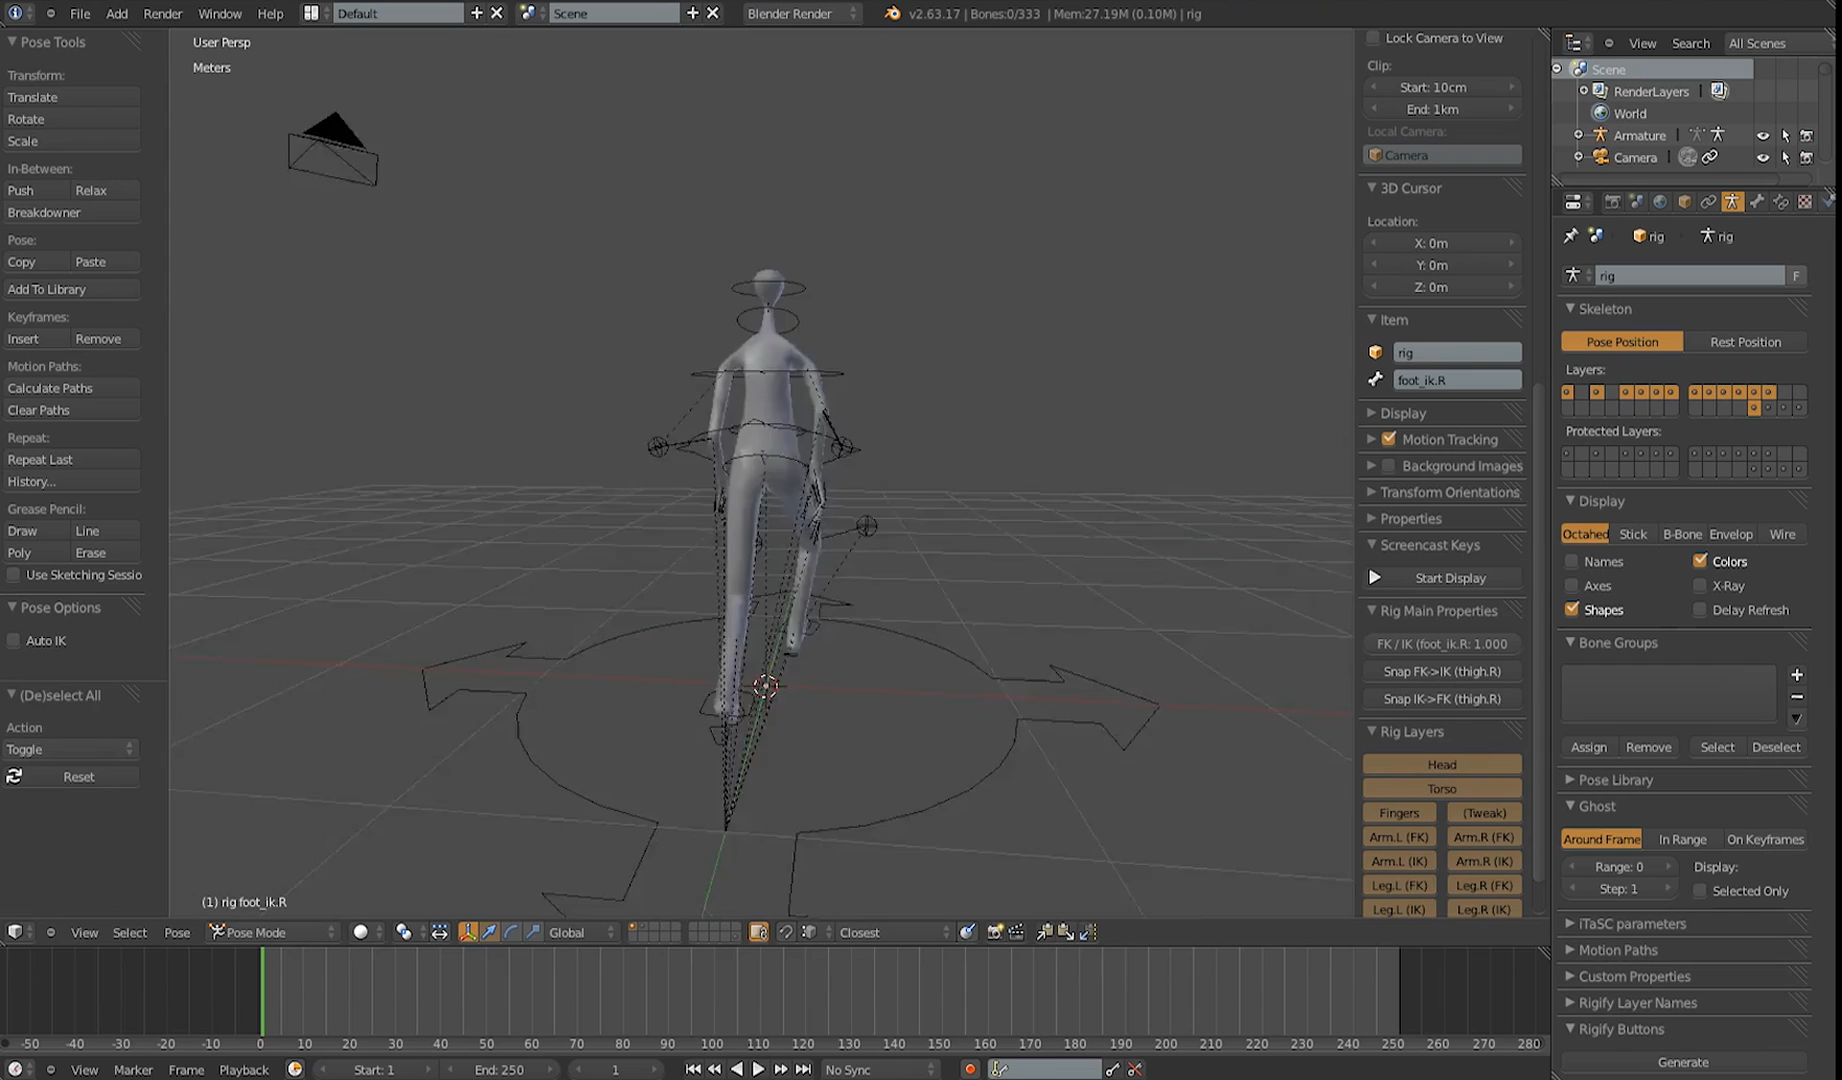 File Add Render Window Help Default Scene Blender Render v2.63.17 | Bones:0/333 | Mem:27.19M (0.10M) | rig
Pose Tools
Transform:
Translate
Rotate
Scale
In-Between:
Push Relax
Breakdowner
Pose:
Copy Paste
Add To Library
Keyframes:
Insert Remove
Motion Paths:
Calculate Paths
Clear Paths
Repeat:
Repeat Last
History...
Grease Pencil:
Draw Line
Poly Erase
Use Sketching Sessio
Pose Options
Auto IK
(De)select All
Action
Toggle
Reset
User Persp
Meters
(1) rig foot_ik.R
Lock Camera to View
Clip:
Start: 10cm
End: 1km
Local Camera:
Camera
3D Cursor
Location:
X: 0m
Y: 0m
Z: 0m
Item
rig
foot_ik.R
Display
Motion Tracking
Background Images
Transform Orientations
Properties
Screencast Keys
Start Display
Rig Main Properties
FK / IK (foot_ik.R: 1.000
Snap FK->IK (thigh.R)
Snap IK->FK (thigh.R)
Rig Layers
Head
Torso
Fingers (Tweak)
Arm.L (FK) Arm.R (FK)
Arm.L (IK) Arm.R (IK)
Leg.L (FK) Leg.R (FK)
Leg.L (IK) Leg.R (IK)
View Search All Scenes
Scene
RenderLayers |
World
Armature |
Camera |
rig rig
rig F
Skeleton
Pose Position Rest Position
Layers:
Protected Layers:
Display
Octahed Stick B-Bone Envelop Wire
Names Colors
Axes X-Ray
Shapes Delay Refresh
Bone Groups
Assign Remove Select Deselect
Pose Library
Ghost
Around Frame In Range On Keyframes
Range: 0 Display:
Step: 1 Selected Only
iTaSC parameters
Motion Paths
Custom Properties
Rigify Layer Names
Rigify Buttons
Generate
View Select Pose Pose Mode Global Closest
-50 -40 -30 -20 -10 0 10 20 30 40 50 60 70 80 90 100 110 120 130 140 150 160 170 180 190 200 210 220 230 240 250 260 270 280
View Marker Frame Playback Start: 1 End: 250 1 No Sync